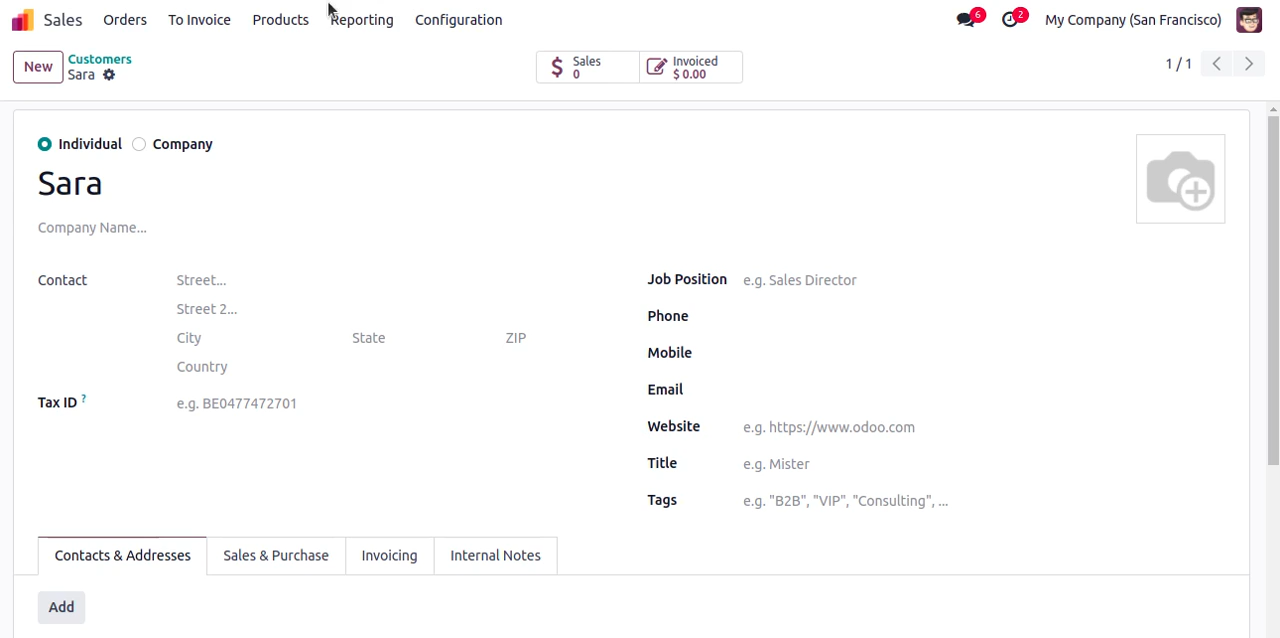 Sales Orders To Invoice Products Reporting Configuration 6 2 My Company (San Francisco)
New Customers Sales Invoiced 1 / 1
Sara 0 $ 0.00
Individual Company
Sara
Company Name...
Contact Street... Job Position e.g. Sales Director
Street 2... Phone
City State ZIP Mobile
Country Email
Tax ID ? e.g. BE0477472701 Website e.g. https://www.odoo.com
Title e.g. Mister
Tags e.g. "B2B", "VIP", "Consulting", ...
Contacts & Addresses Sales & Purchase Invoicing Internal Notes
Add